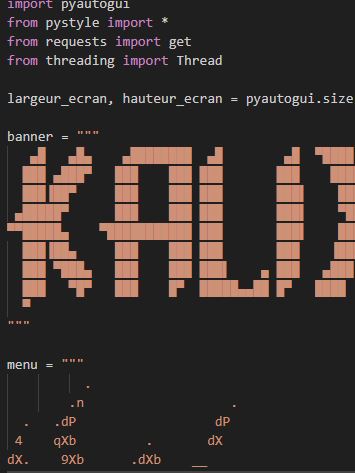 import pyautogui
from pystyle import *
from requests import get
from threading import Thread
largeur_ecran, hauteur_ecran = pyautogui.size
banner = """
"""
menu = """
.
.n .
. .dP dP
4 qXb . dX
dX. 9Xb .dXb __